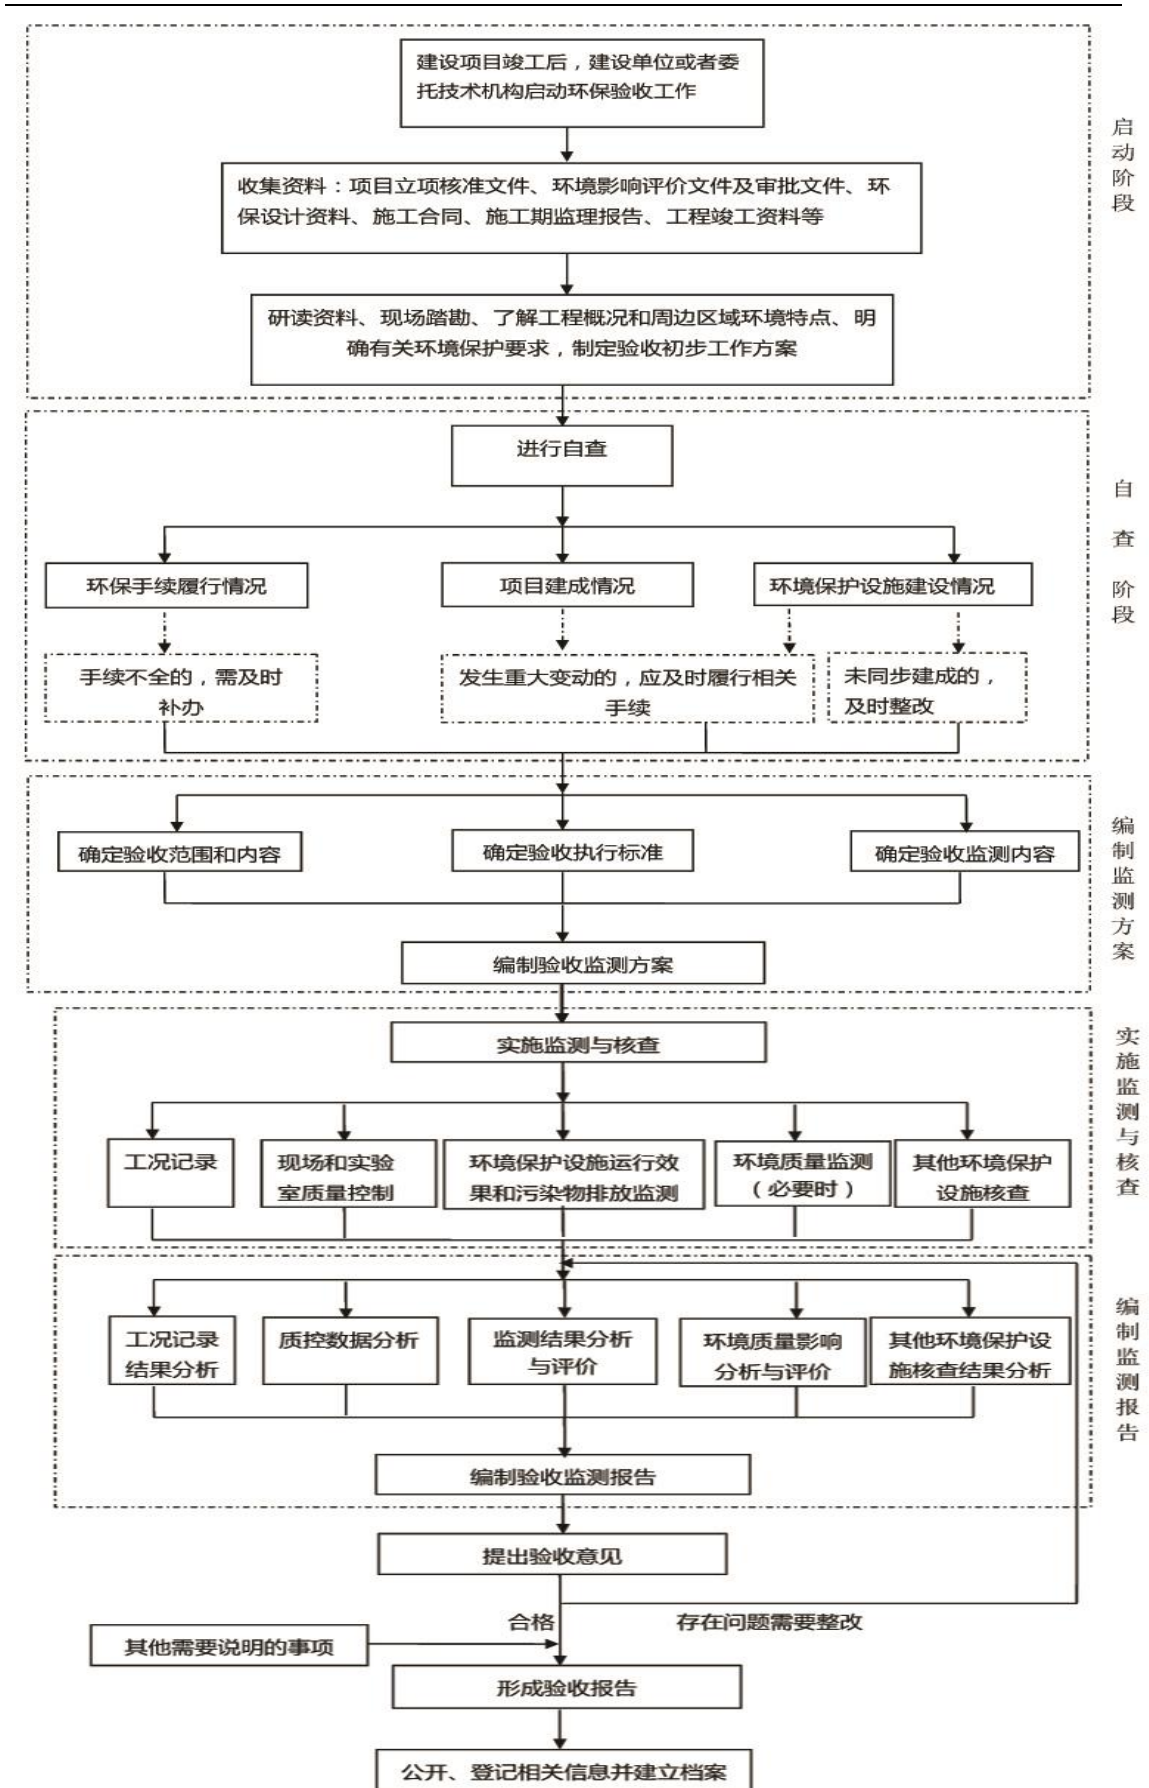 建设项目竣工后，建设单位或者委
托技术机构启动环保验收工作
启动阶段
收集资料：项目立项核准文件、环境影响评价文件及审批文件、环
保设计资料、施工合同、施工期监理报告、工程竣工资料等
研读资料、现场踏勘、了解工程概况和周边区域环境特点、明
确有关环境保护要求，制定验收初步工作方案
进行自查
自查阶段
环保手续履行情况
项目建成情况
环境保护设施建设情况
手续不全的，需及时
补办
发生重大变动的，应及时履行相关
手续
未同步建成的，
及时整改
编制监测方案
确定验收范围和内容
确定验收执行标准
确定验收监测内容
编制验收监测方案
实施监测与核查
实施监测与核查
工况记录
现场和实验
室质量控制
环境保护设施运行效
果和污染物排放监测
环境质量监测
（必要时）
其他环境保护
设施核查
编制监测报告
工况记录
结果分析
质控数据分析
监测结果分析
与评价
环境质量影响
分析与评价
其他环境保护设
施核查结果分析
编制验收监测报告
提出验收意见
合格
存在问题需要整改
其他需要说明的事项
形成验收报告
公开、登记相关信息并建立档案